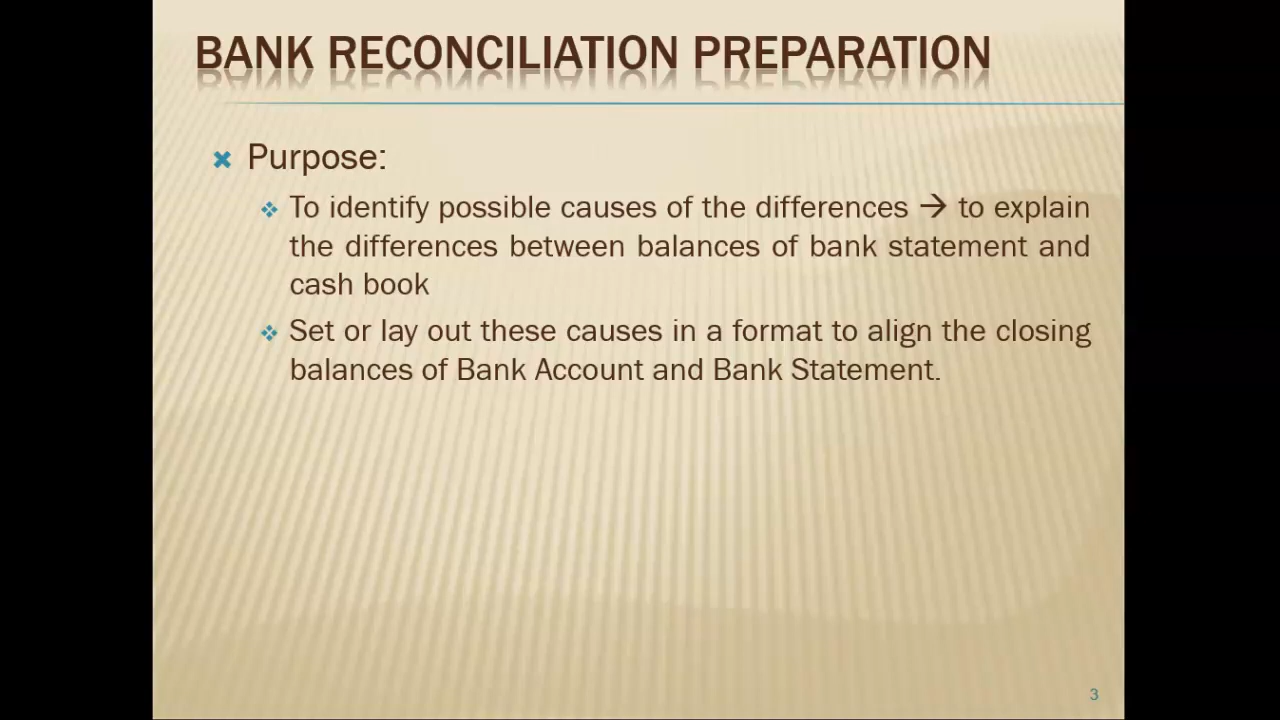 BANK RECONCILIATION PREPARATION
Purpose:
To identify possible causes of the differences → to explain
the differences between balances of bank statement and
cash book
Set or lay out these causes in a format to align the closing
balances of Bank Account and Bank Statement.
3